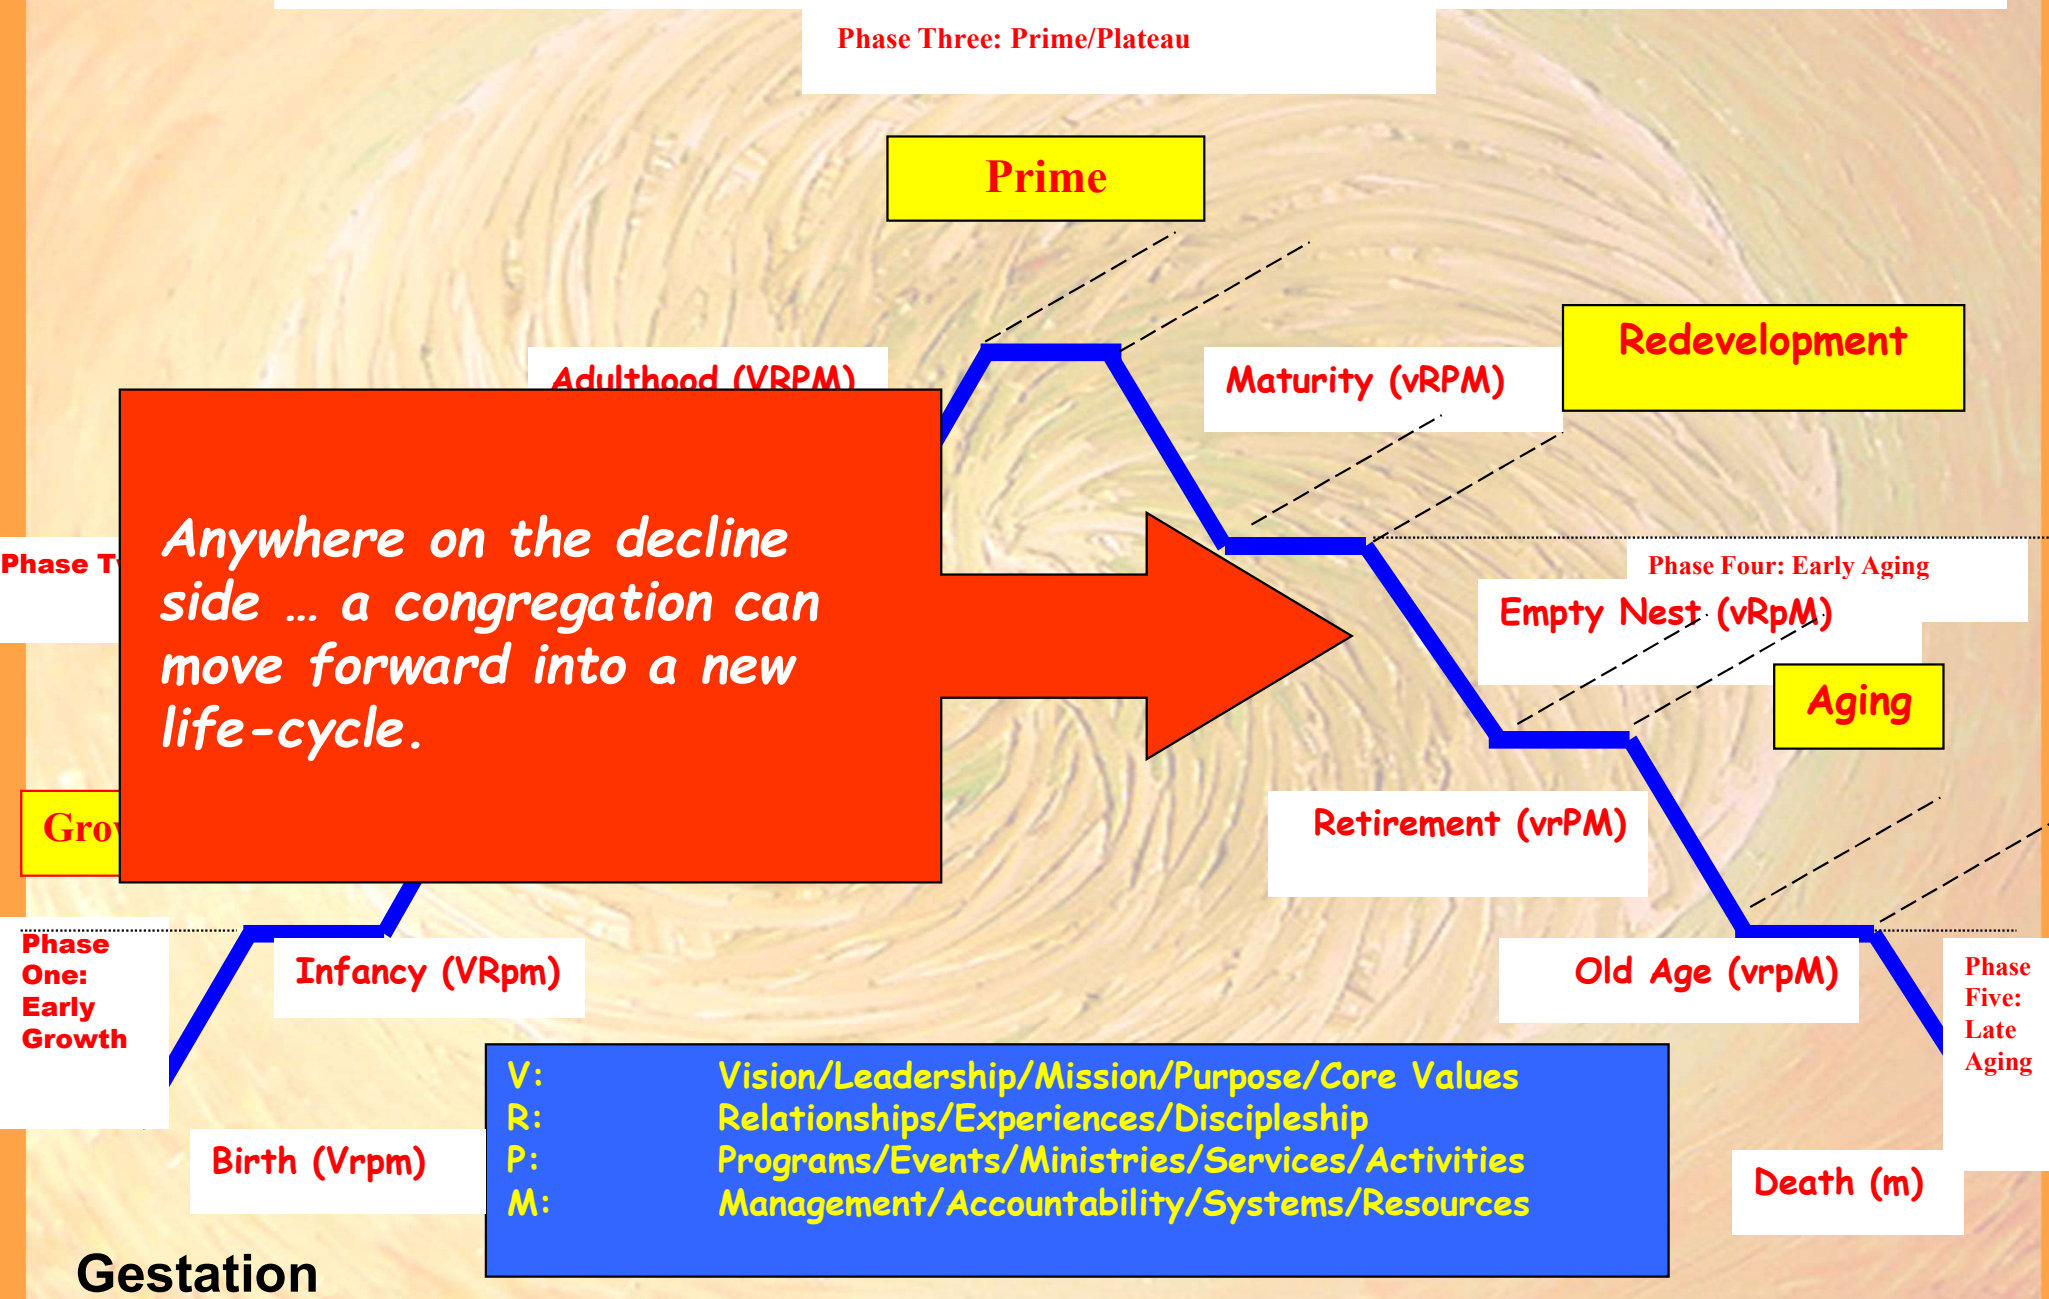 Phase Three: Prime/Plateau
Prime
Redevelopment
Adulthood (VRPM)
Maturity (vRPM)
Anywhere on the decline
side … a congregation can
move forward into a new
life-cycle.
Phase
Phase Four: Early Aging
Empty Nest (vRpM)
Aging
Retirement (vrPM)
Phase
One:
Early
Growth
Infancy (VRpm)
Old Age (vrpM)
Phase
Five:
Late
Aging
V: Vision/Leadership/Mission/Purpose/Core Values
R: Relationships/Experiences/Discipleship
P: Programs/Events/Ministries/Services/Activities
M: Management/Accountability/Systems/Resources
Birth (Vrpm)
Death (m)
Gestation